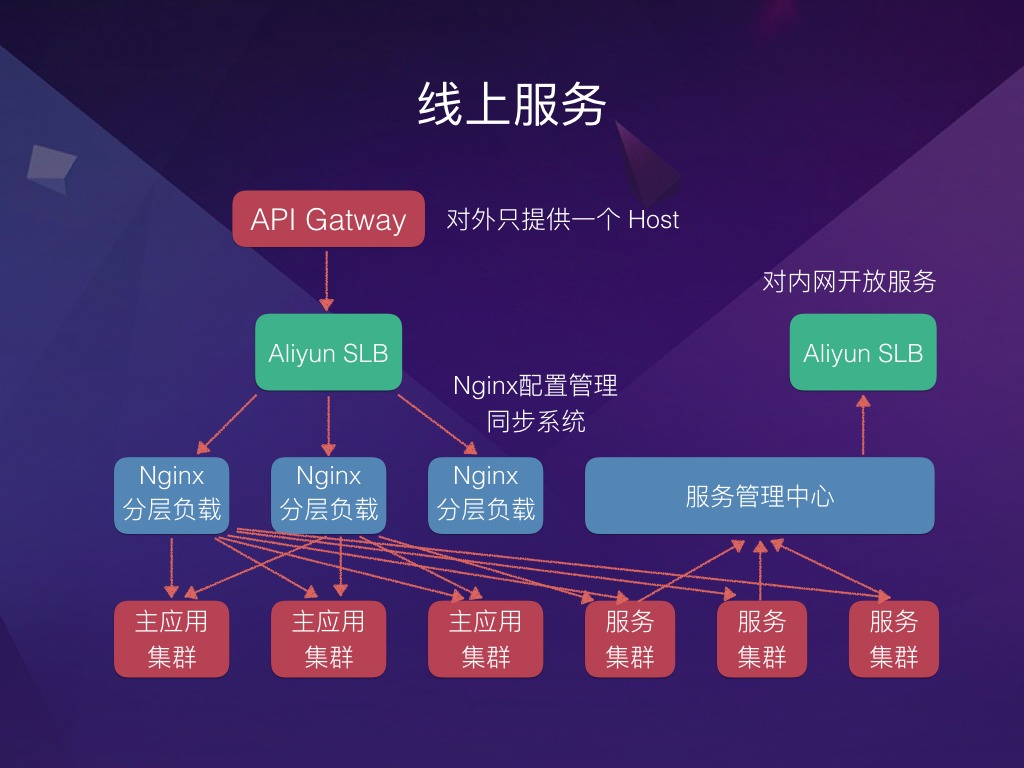 线上服务
API Gatway
对外只提供一个 Host
对内网开放服务
Aliyun SLB
Aliyun SLB
Nginx配置管理
同步系统
Nginx
分层负载
Nginx
分层负载
Nginx
分层负载
服务管理中心
主应用
集群
主应用
集群
主应用
集群
服务
集群
服务
集群
服务
集群